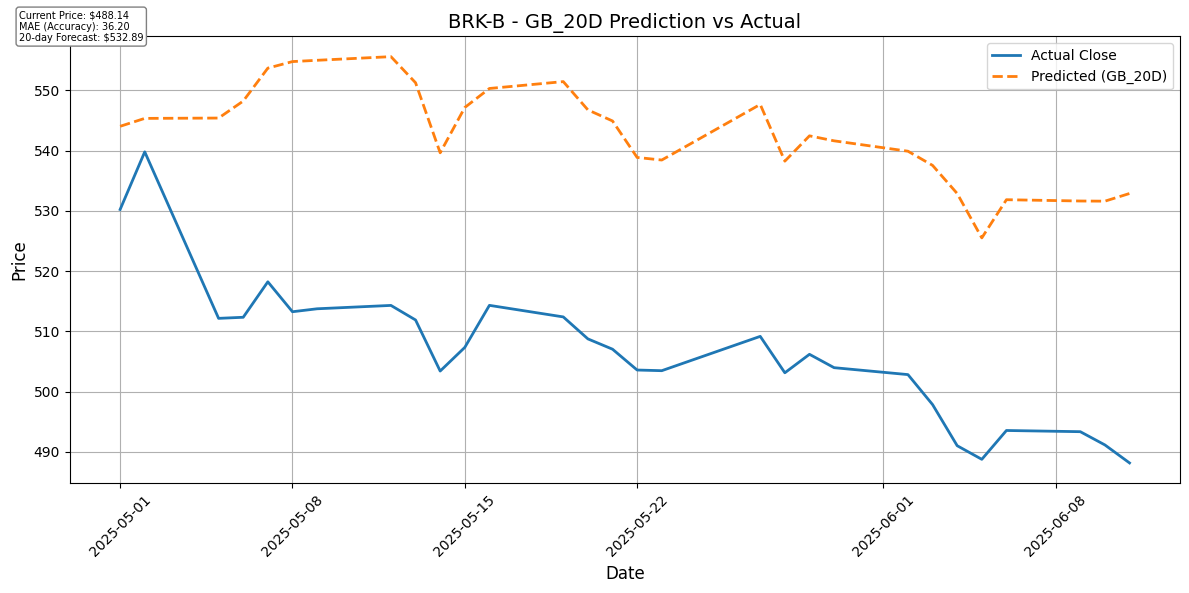 Current Price: $488.14
MAE (Accuracy): 36.20
20-day Forecast: $532.89
BRK-B - GB_20D Prediction vs Actual
Actual Close
Predicted (GB_20D)
Price
550
540
530
520
510
500
490
2025-05-01
2025-05-08
2025-05-15
2025-05-22
2025-06-01
2025-06-08
Date